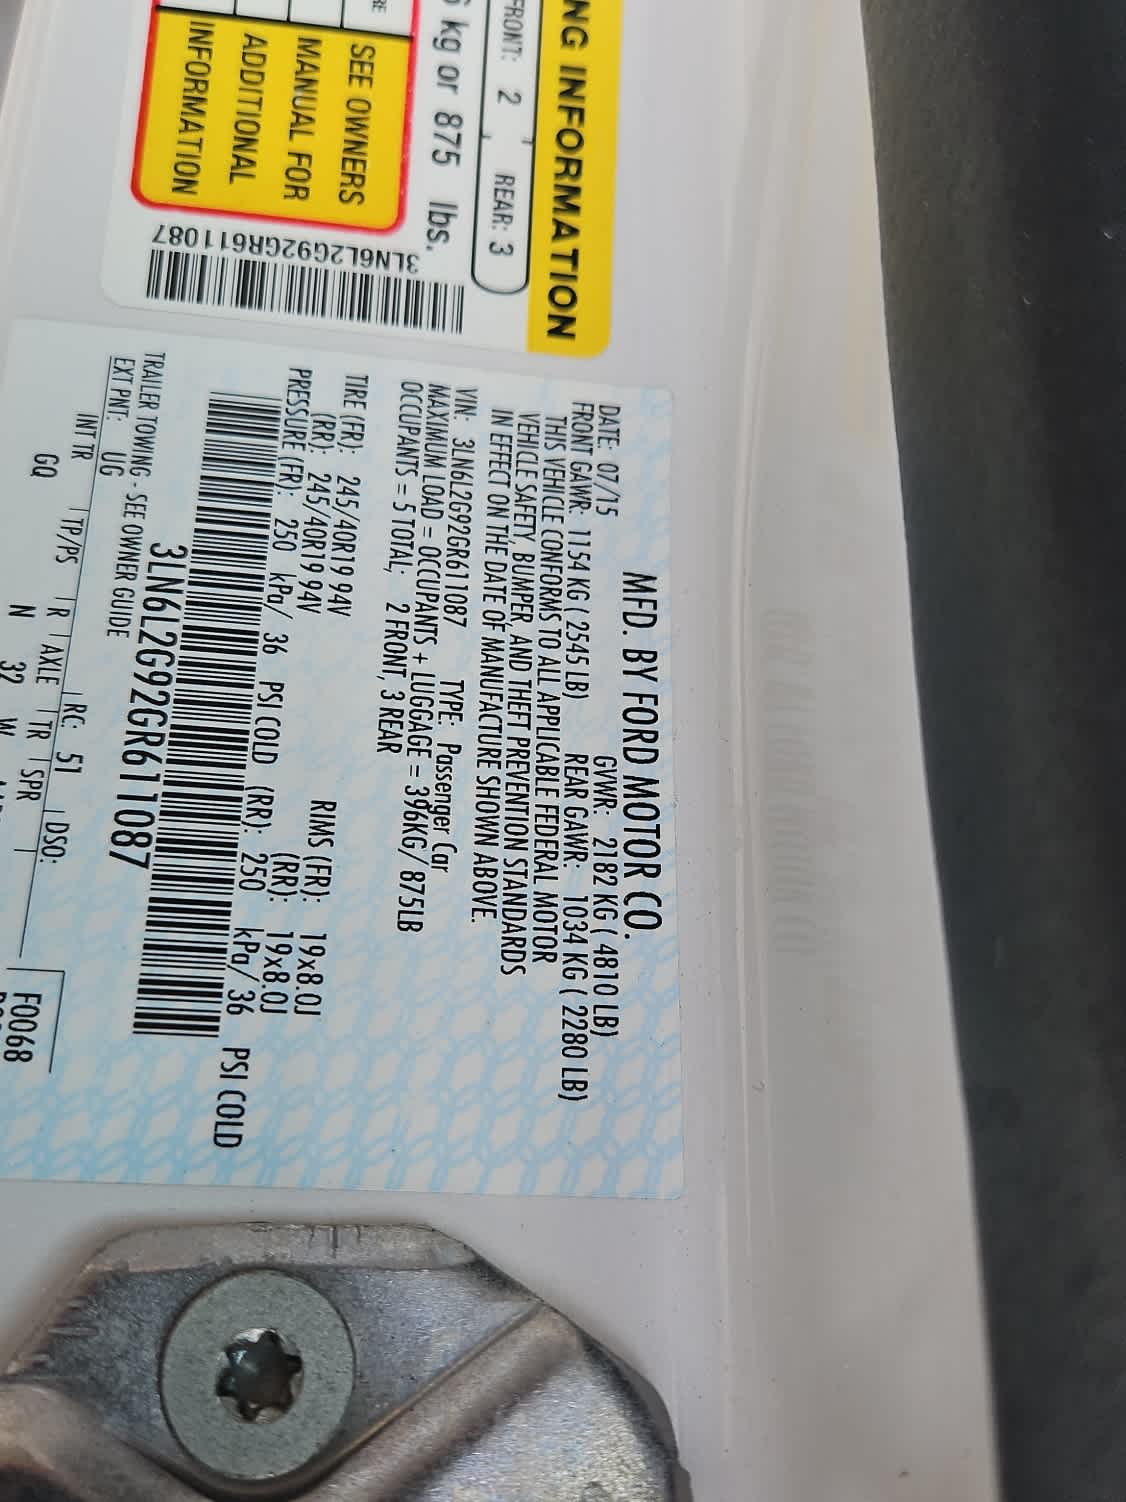 NG INFORMATION
FRONT: 2 REAR: 3
kg or 875 lbs.
SEE OWNERS
MANUAL FOR
ADDITIONAL
INFORMATION
3LN6L2G92GR611087
MFD. BY FORD MOTOR CO.
DATE: 07/15 GVWR: 2182 KG ( 4810 LB)
FRONT GAWR: 1154 KG ( 2545 LB) REAR GAWR: 1034 KG ( 2280 LB)
THIS VEHICLE CONFORMS TO ALL APPLICABLE FEDERAL MOTOR
VEHICLE SAFETY, BUMPER, AND THEFT PREVENTION STANDARDS
IN EFFECT ON THE DATE OF MANUFACTURE SHOWN ABOVE.
VIN: 3LN6L2G92GR611087 TYPE: Passenger Car
MAXIMUM LOAD = OCCUPANTS + LUGGAGE = 396KG/ 875LB
OCCUPANTS = 5 TOTAL; 2 FRONT, 3 REAR
TIRE (FR): 245/40R19 94V RIMS (FR): 19x8.0J
(RR): 245/40R19 94V (RR): 19x8.0J
PRESSURE (FR): 250 kPa/ 36 PSI COLD (RR): 250 kPa/ 36 PSI COLD
3LN6L2G92GR611087
TRAILER TOWING - SEE OWNER GUIDE
EXT PNT: UG RC: 51 DSO:
INT TR TP/PS R AXLE TR SPR F0068
GQ N 32 W